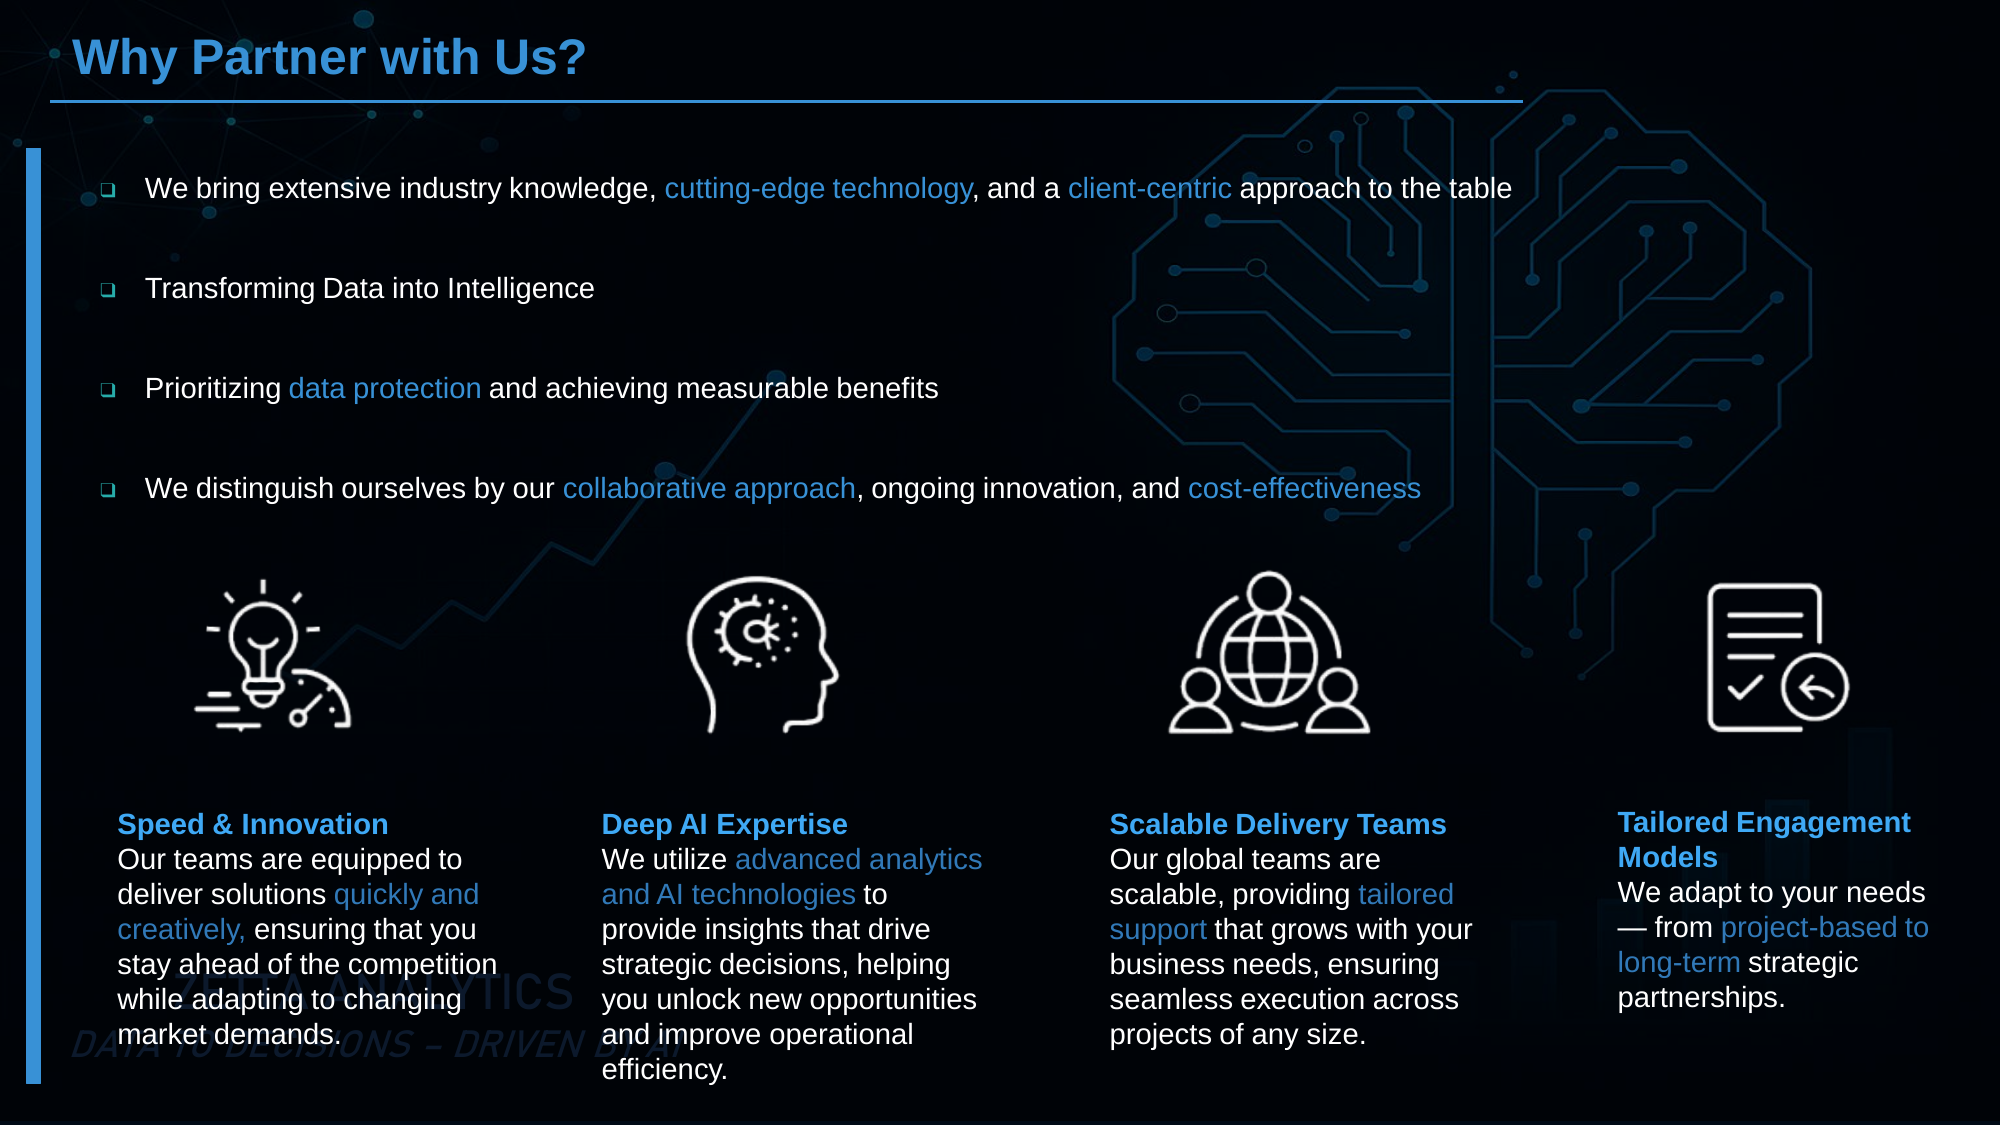 Why Partner with Us?
❑ We bring extensive industry knowledge, cutting-edge technology, and a client-centric approach to the table
❑ Transforming Data into Intelligence
❑ Prioritizing data protection and achieving measurable benefits
❑ We distinguish ourselves by our collaborative approach, ongoing innovation, and cost-effectiveness
Speed & Innovation
Our teams are equipped to
deliver solutions quickly and
creatively, ensuring that you
stay ahead of the competition
while adapting to changing
market demands.
Deep AI Expertise
We utilize advanced analytics
and AI technologies to
provide insights that drive
strategic decisions, helping
you unlock new opportunities
and improve operational
efficiency.
Scalable Delivery Teams
Our global teams are
scalable, providing tailored
support that grows with your
business needs, ensuring
seamless execution across
projects of any size.
Tailored Engagement
Models
We adapt to your needs
— from project-based to
long-term strategic
partnerships.
ZETTA ANALYTICS
DATA TO DECISIONS – DRIVEN BY AI